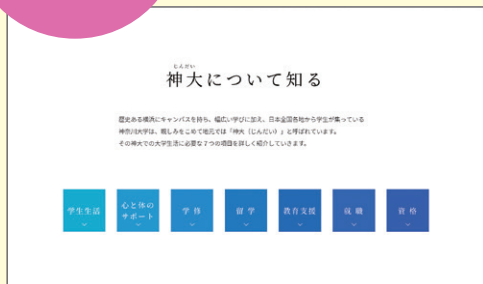 じんだい
神大について知る
歴史ある横浜にキャンパスを持ち、幅広い学びに加え、日本全国各地から学生が集っている
神奈川大学は、親しみをこめて地元では「神大(じんだい)」と呼ばれています。
その神大での大学生活に必要な7つの項目を詳しく紹介していきます。
学生生活
心と体の
サポート
学 修
留 学
教育支援
就 職
資 格